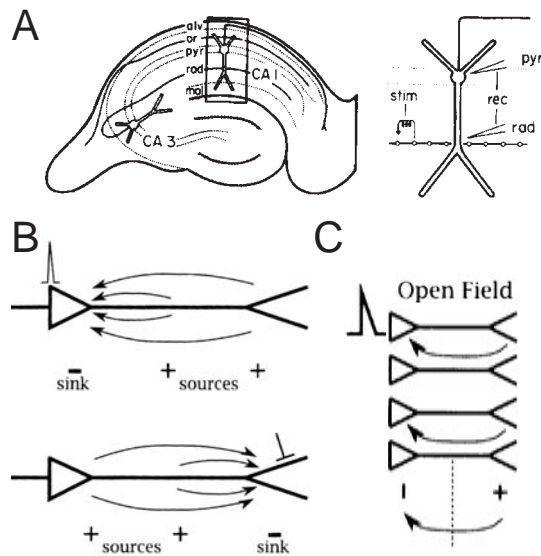 A
alv
or
pyr
rad
mol
CA 1
CA 3
stim
rec
pyr
rad
B
sink
sources
sources
sink
C
Open Field